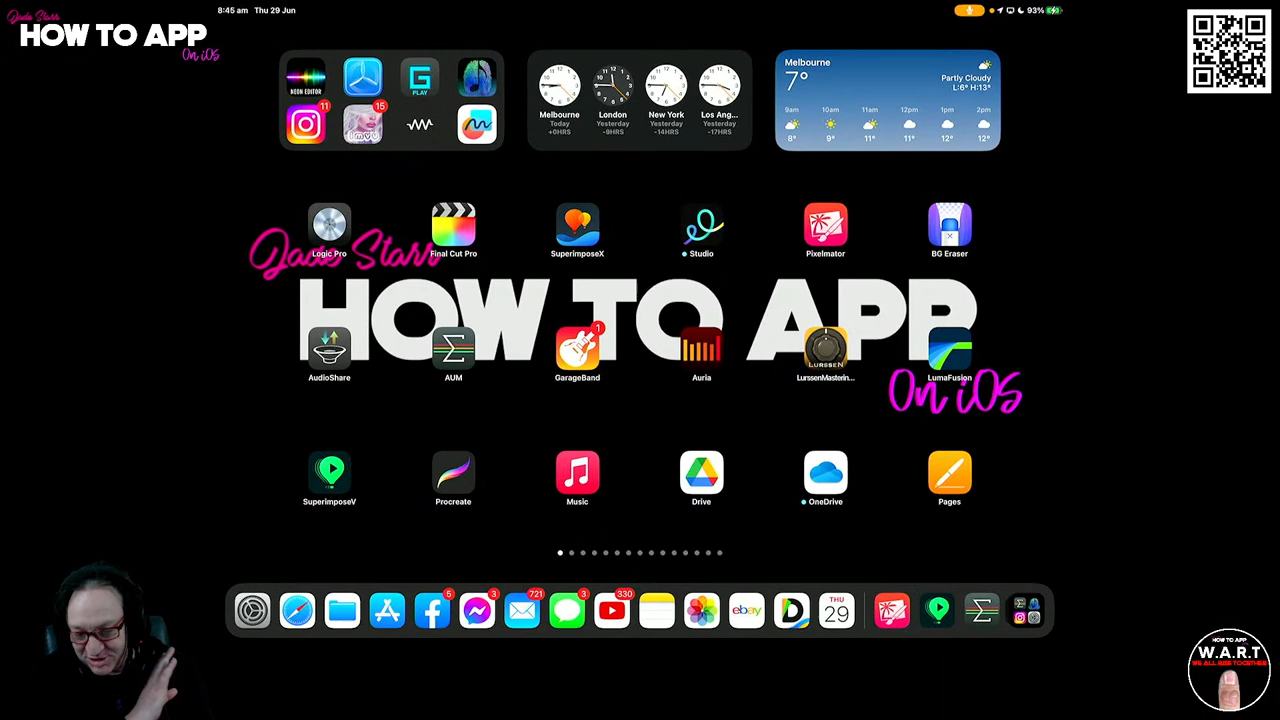 8:45 am Thu 29 Jun
93%
Jade Starr
HOW TO APP
On iOS
NEON EDITOR
G
PLAY
11
15
imvu
Melbourne
Today
+0HRS
London
Yesterday
-9HRS
New York
Yesterday
-14HRS
Los Ang...
Yesterday
-17HRS
Melbourne
7°
Partly Cloudy
L:6° H:13°
9am 10am 11am 12pm 1pm 2pm
8° 9° 11° 11° 12° 12°
Jade Starr
HOW TO APP
On iOS
Logic Pro
Final Cut Pro
SuperimposeX
Studio
Pixelmator
BG Eraser
1
LURSSEN
AudioShare
AUM
GarageBand
Auria
LurssenMasterin...
LumaFusion
SuperimposeV
Procreate
Music
Drive
OneDrive
Pages
5
3
721
3
330
ebay
D
THU
29
HOW TO APP
W.A.R.T
WE ALL RISE TOGETHER